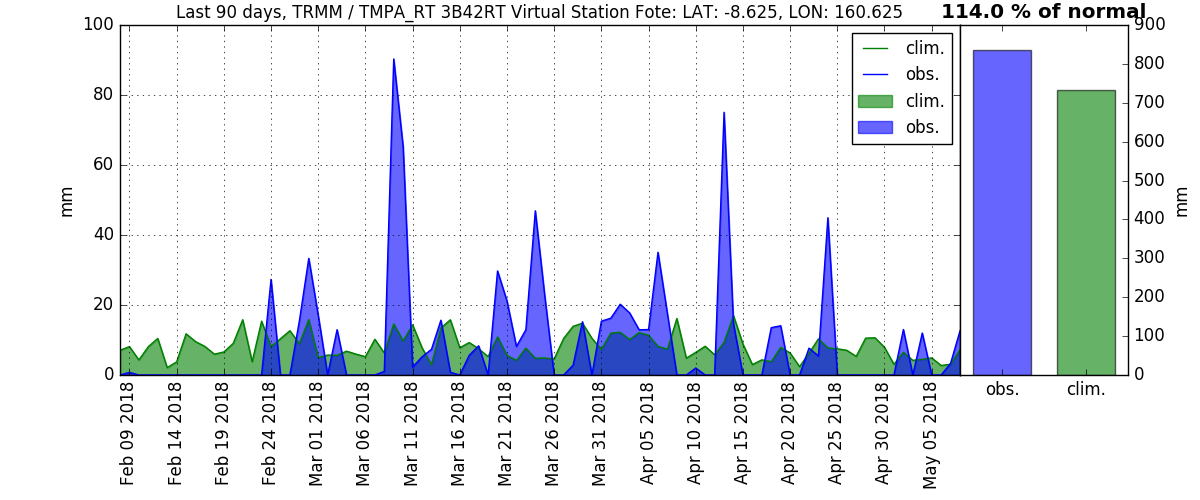 Last 90 days, TRMM / TMPA_RT 3B42RT Virtual Station Fote: LAT: -8.625, LON: 160.625
114.0 % of normal
100
80
60
40
20
0
mm
clim.
obs.
clim.
obs.
900
800
700
600
500
400
300
200
100
0
mm
obs.
clim.
Feb 09 2018
Feb 14 2018
Feb 19 2018
Feb 24 2018
Mar 01 2018
Mar 06 2018
Mar 11 2018
Mar 16 2018
Mar 21 2018
Mar 26 2018
Mar 31 2018
Apr 05 2018
Apr 10 2018
Apr 15 2018
Apr 20 2018
Apr 25 2018
Apr 30 2018
May 05 2018